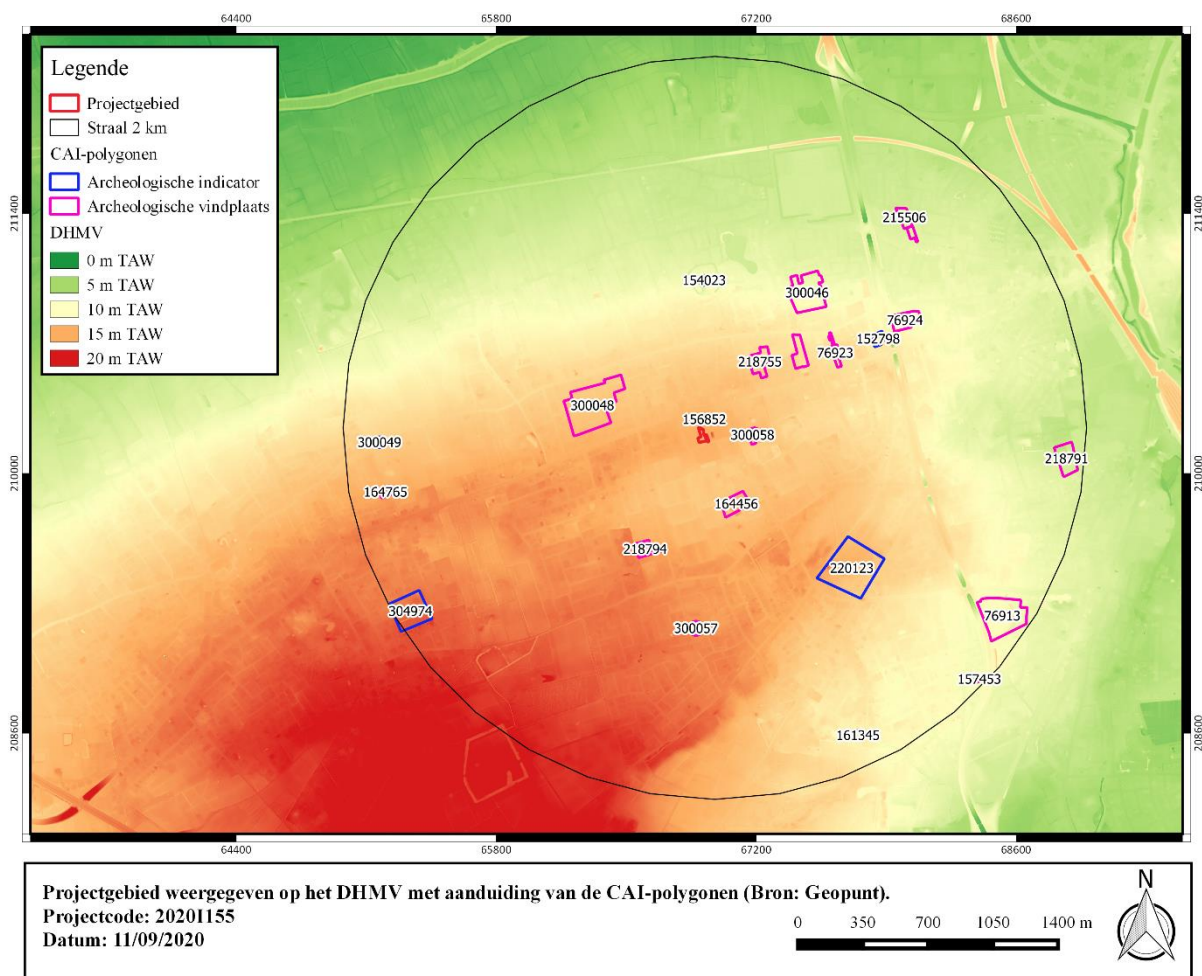 64400 65800 67200 68600
Legende
Projectgebied
Straal 2 km
CAI-polygonen
Archeologische indicator
Archeologische vindplaats
DHMV
0 m TAW
5 m TAW
10 m TAW
15 m TAW
20 m TAW
211400 211400
215506
154023
300046
76924
152798
76923
218755
300048
156852
300058
300049
218791
210000 210000
164765
164456
218794
220123
304974
76913
300057
157453
161345
208600 208600
64400 65800 67200 68600
Projectgebied weergegeven op het DHMV met aanduiding van de CAI-polygonen (Bron: Geopunt).
Projectcode: 2020I155
Datum: 11/09/2020
0 350 700 1050 1400 m
N